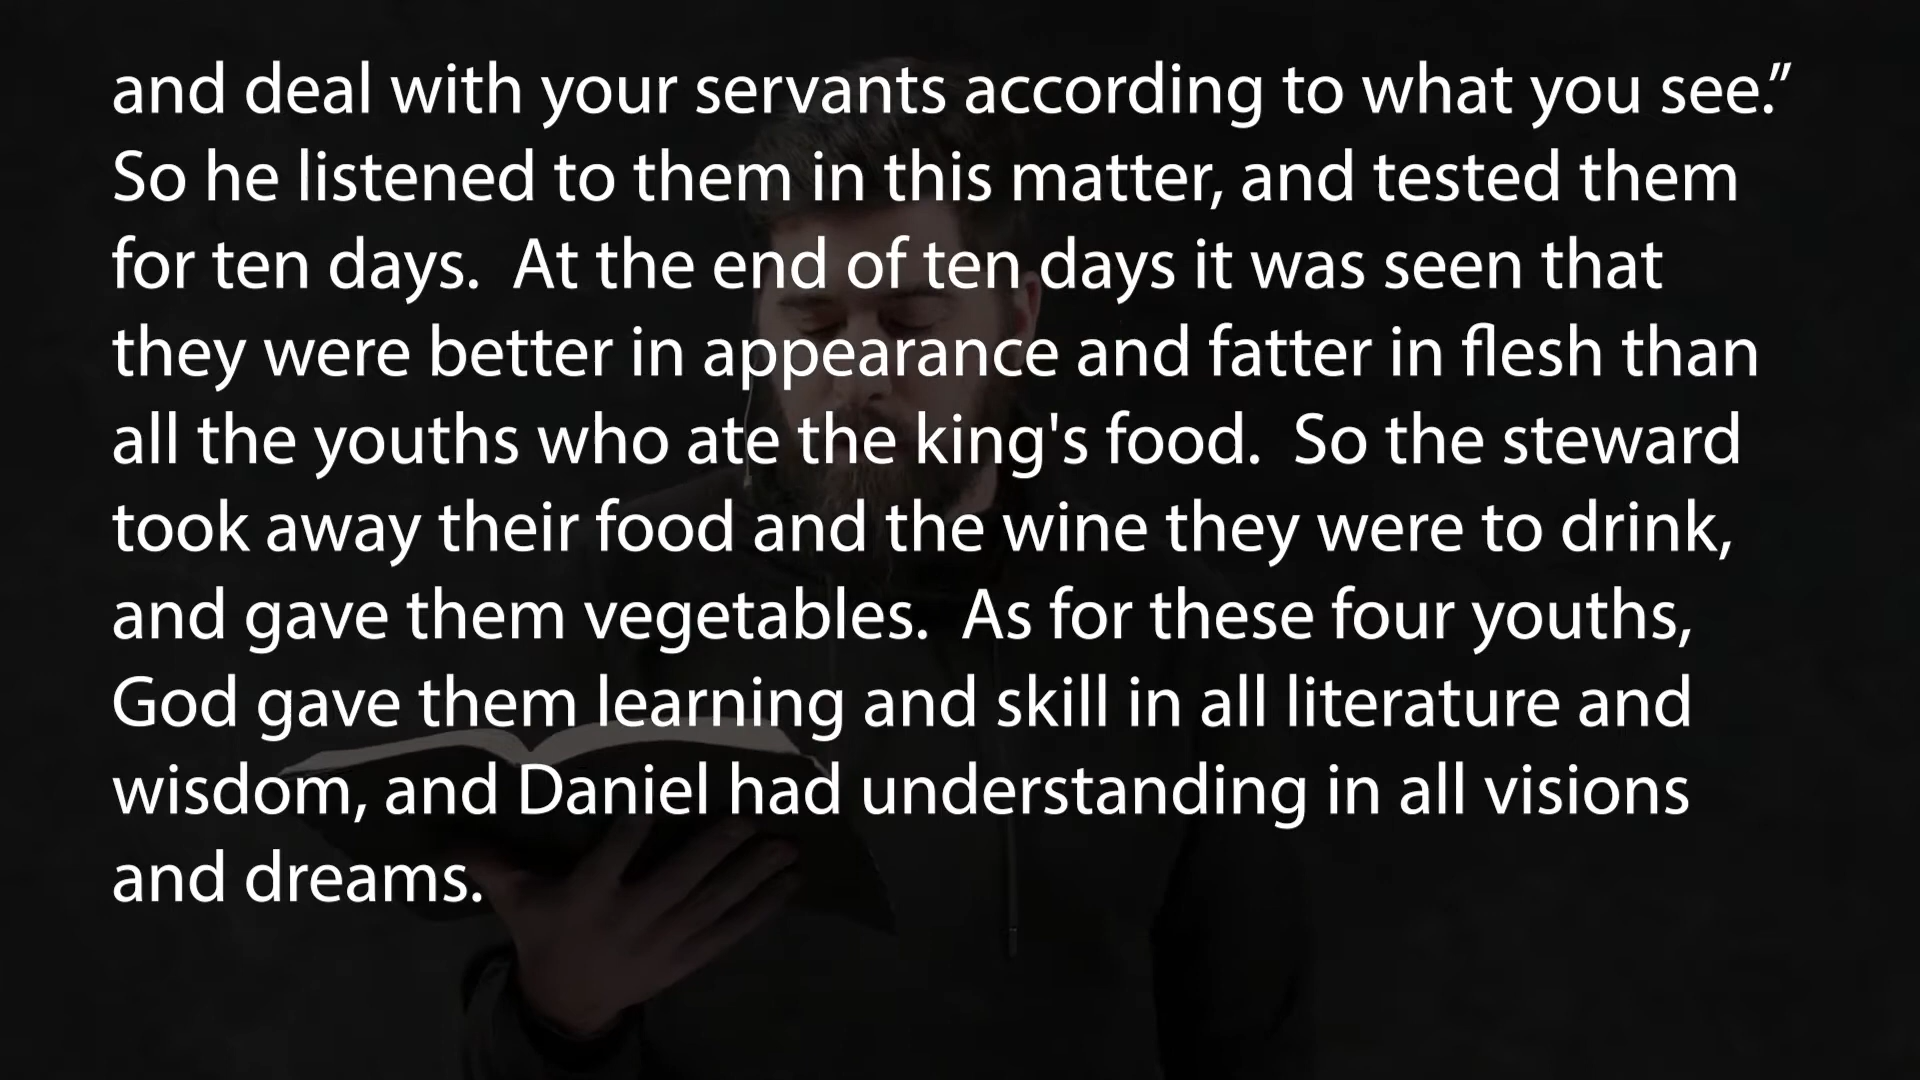 and deal with your servants according to what you see.”
So he listened to them in this matter, and tested them
for ten days.  At the end of ten days it was seen that
they were better in appearance and fatter in flesh than
all the youths who ate the king's food.  So the steward
took away their food and the wine they were to drink,
and gave them vegetables.  As for these four youths,
God gave them learning and skill in all literature and
wisdom, and Daniel had understanding in all visions
and dreams.